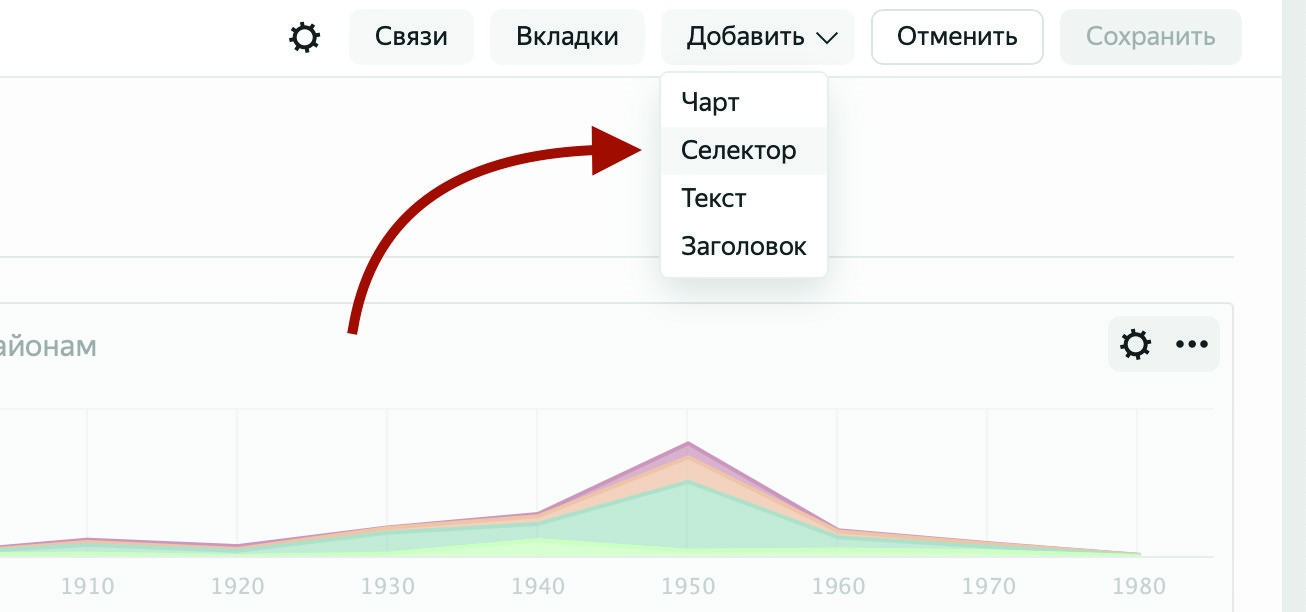 Связи Вкладки Добавить Отменить Сохранить
Чарт
Селектор
Текст
Заголовок
айонам
1910 1920 1930 1940 1950 1960 1970 1980